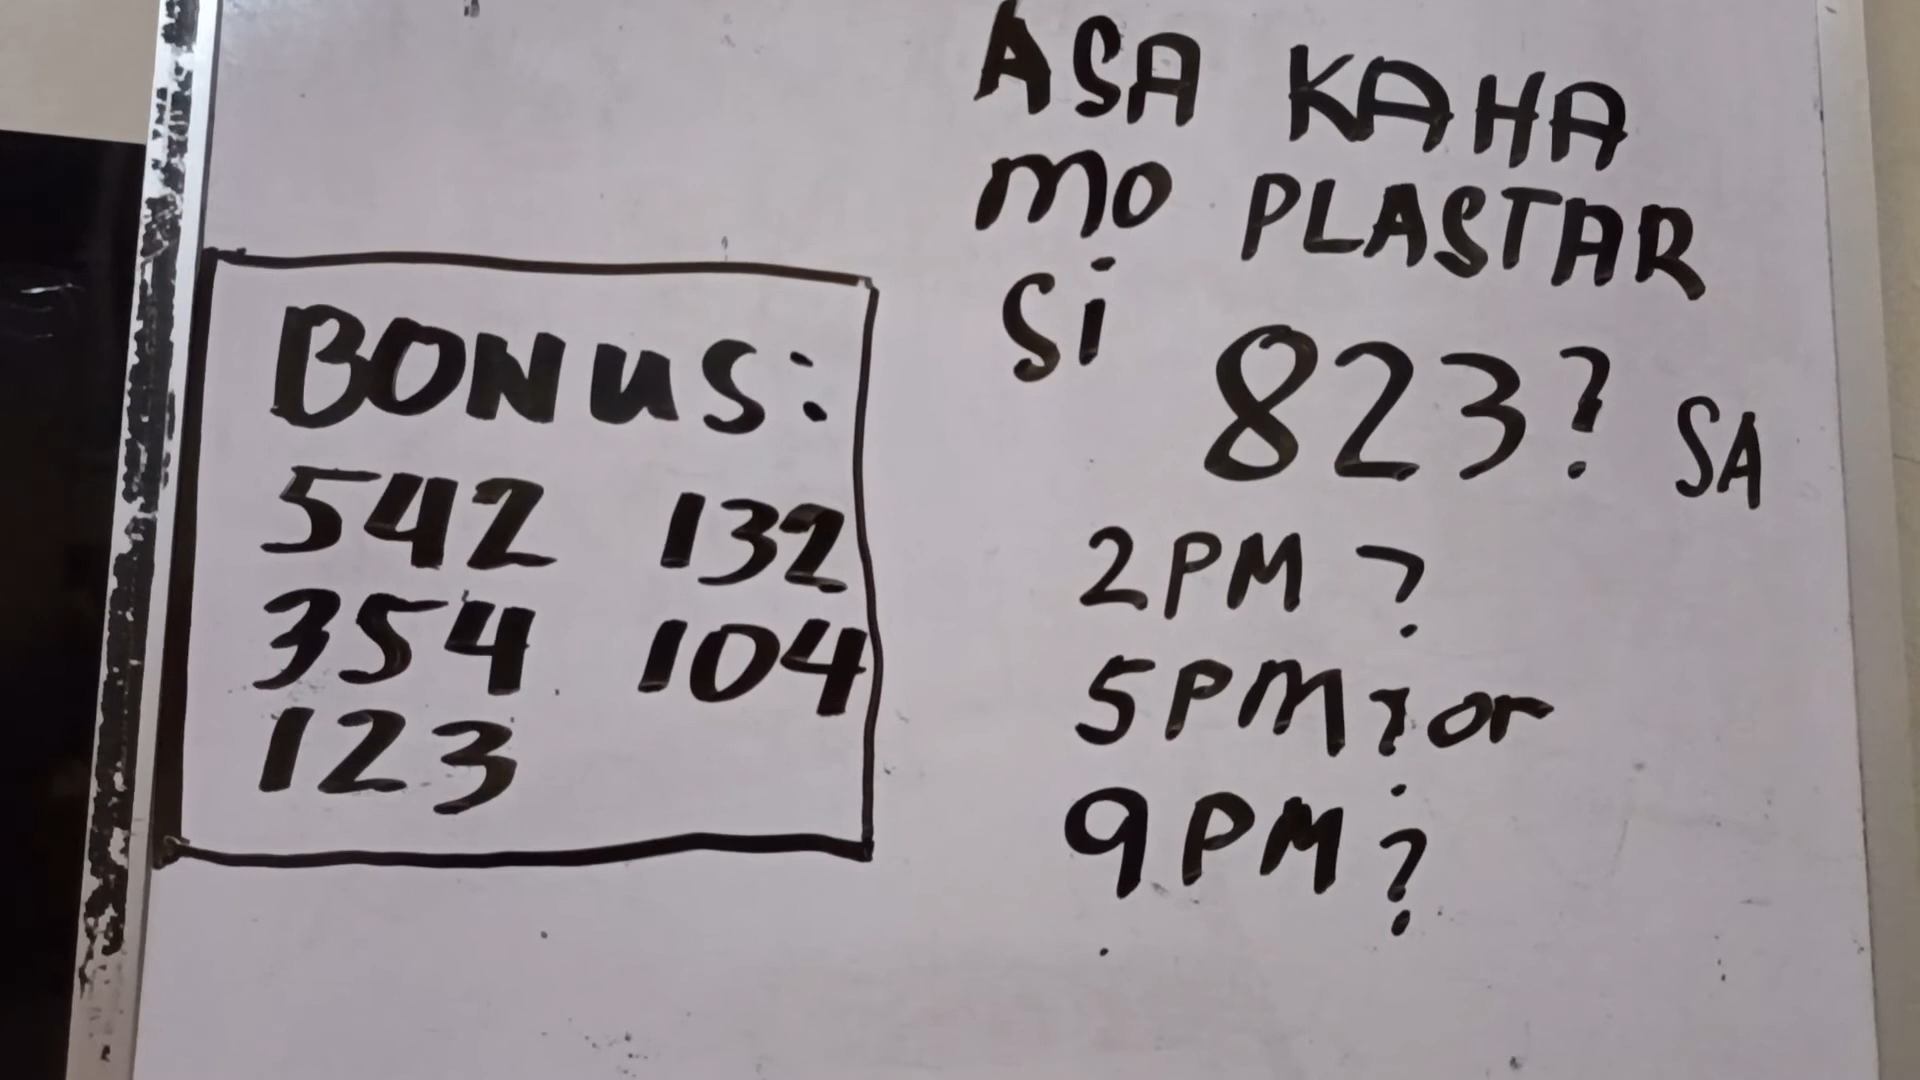 ASA KAHA
MO PLASTAR
Si 823? SA
2PM?
5PM? or
9PM?
BONUS:
542 132
354 104
123